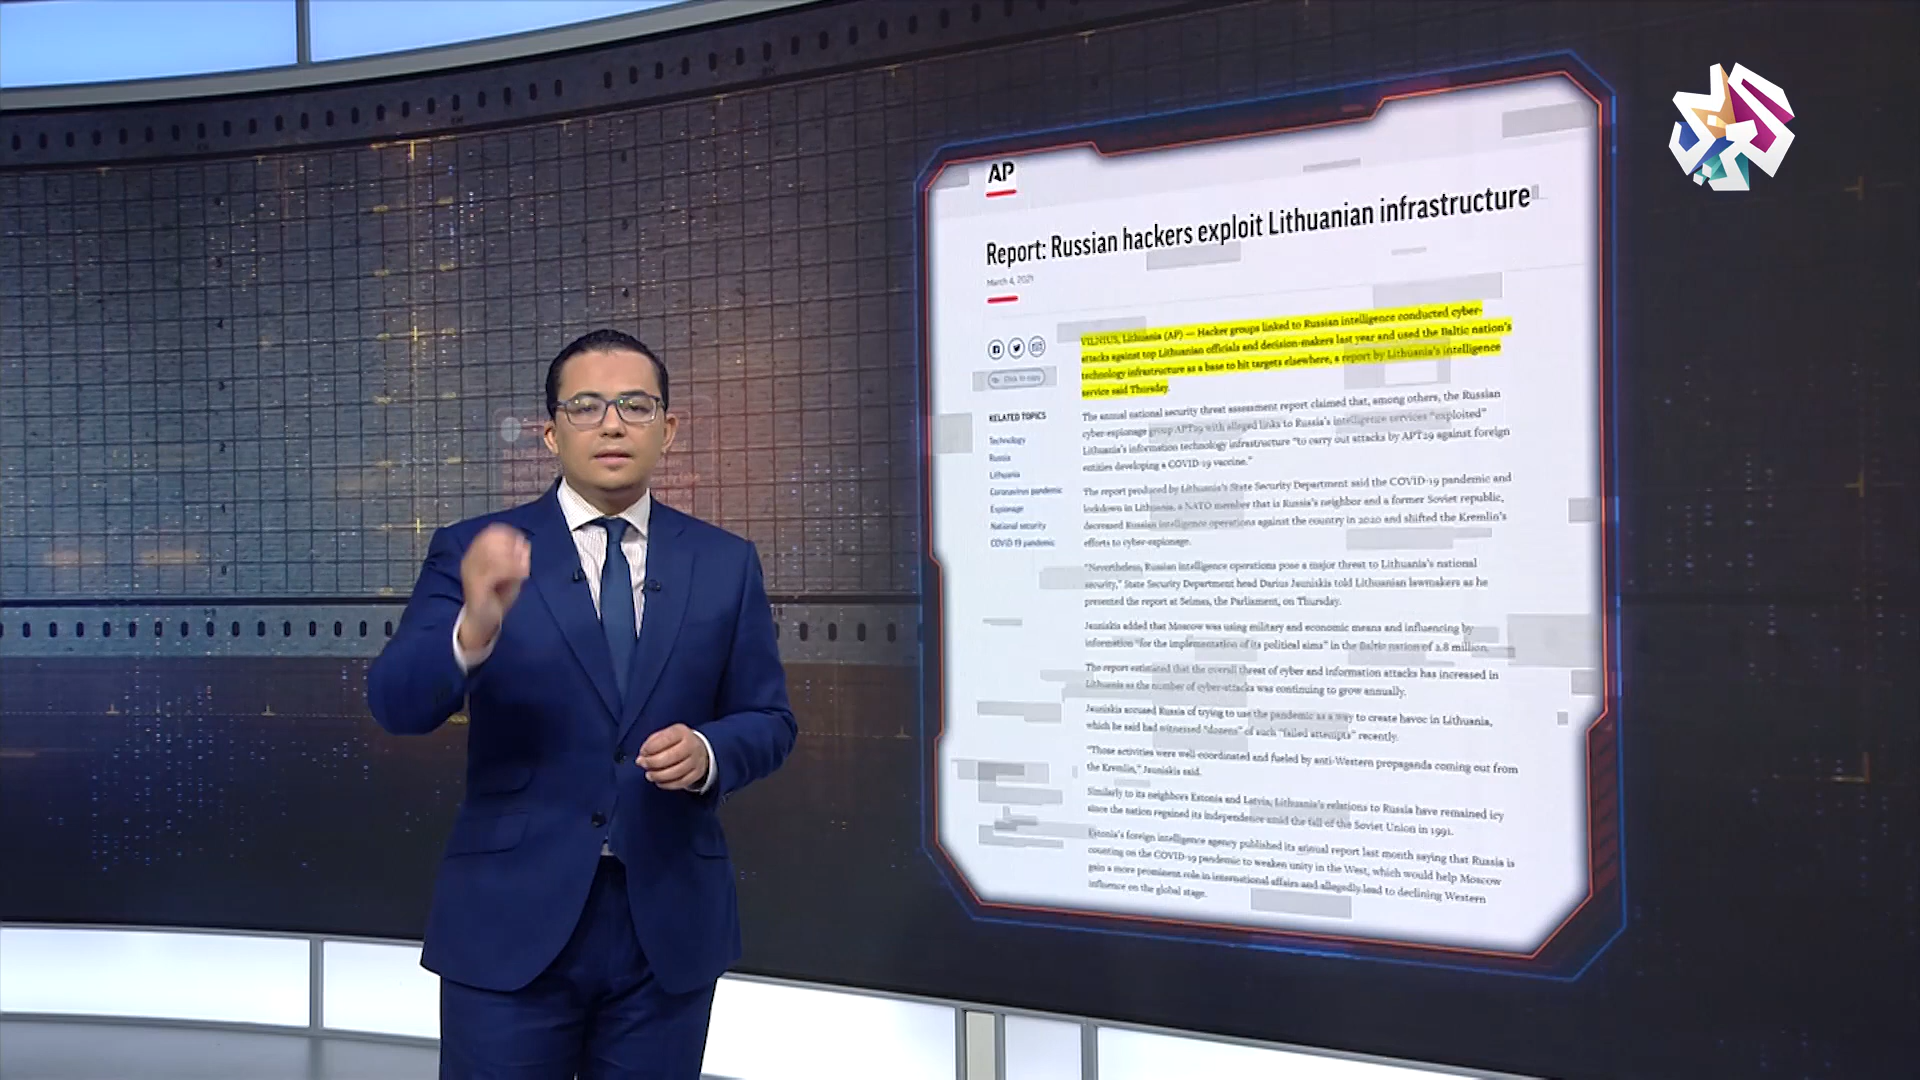 AP
Report: Russian hackers exploit Lithuanian infrastructure
March 4, 2021
VILNIUS, Lithuania (AP) — Hacker groups linked to Russian intelligence conducted cyber-
attacks against top Lithuanian officials and decision-makers last year and used the Baltic nation's
technology infrastructure as a base to hit targets elsewhere, a report by Lithuania's intelligence
service said Thursday.
Click to copy
RELATED TOPICS
Technology
Russia
Lithuania
Coronavirus pandemic
Espionage
National security
COVID-19 pandemic
The annual national security threat assessment report claimed that, among others, the Russian
cyber-espionage group APT29 with alleged links to Russia's intelligence services "exploited"
Lithuania's information technology infrastructure "to carry out attacks by APT29 against foreign
entities developing a COVID-19 vaccine."
The report produced by Lithuania's State Security Department said the COVID-19 pandemic and
lockdown in Lithuania, a NATO member that is Russia's neighbor and a former Soviet republic,
decreased Russian intelligence operations against the country in 2020 and shifted the Kremlin's
efforts to cyber-espionage.
"Nevertheless, Russian intelligence operations pose a major threat to Lithuania's national
security," State Security Department head Darius Jauniskis told Lithuanian lawmakers as he
presented the report at Seimas, the Parliament, on Thursday.
Jauniskis added that Moscow was using military and economic means and influencing by
information "for the implementation of its political aims" in the Baltic nation of 2.8 million.
The report estimated that the overall threat of cyber and information attacks has increased in
Lithuania as the number of cyber-attacks was continuing to grow annually.
Jauniskis accused Russia of trying to use the pandemic as a way to create havoc in Lithuania,
which he said had witnessed "dozens" of such "failed attempts" recently.
"Those activities were well-coordinated and fueled by anti-Western propaganda coming out from
the Kremlin," Jauniskis said.
Similarly to its neighbors Estonia and Latvia, Lithuania's relations to Russia have remained icy
since the nation regained its independence amid the fall of the Soviet Union in 1991.
Estonia's foreign intelligence agency published its annual report last month saying that Russia is
counting on the COVID-19 pandemic to weaken unity in the West, which would help Moscow
gain a more prominent role in international affairs and allegedly lead to declining Western
influence on the global stage.